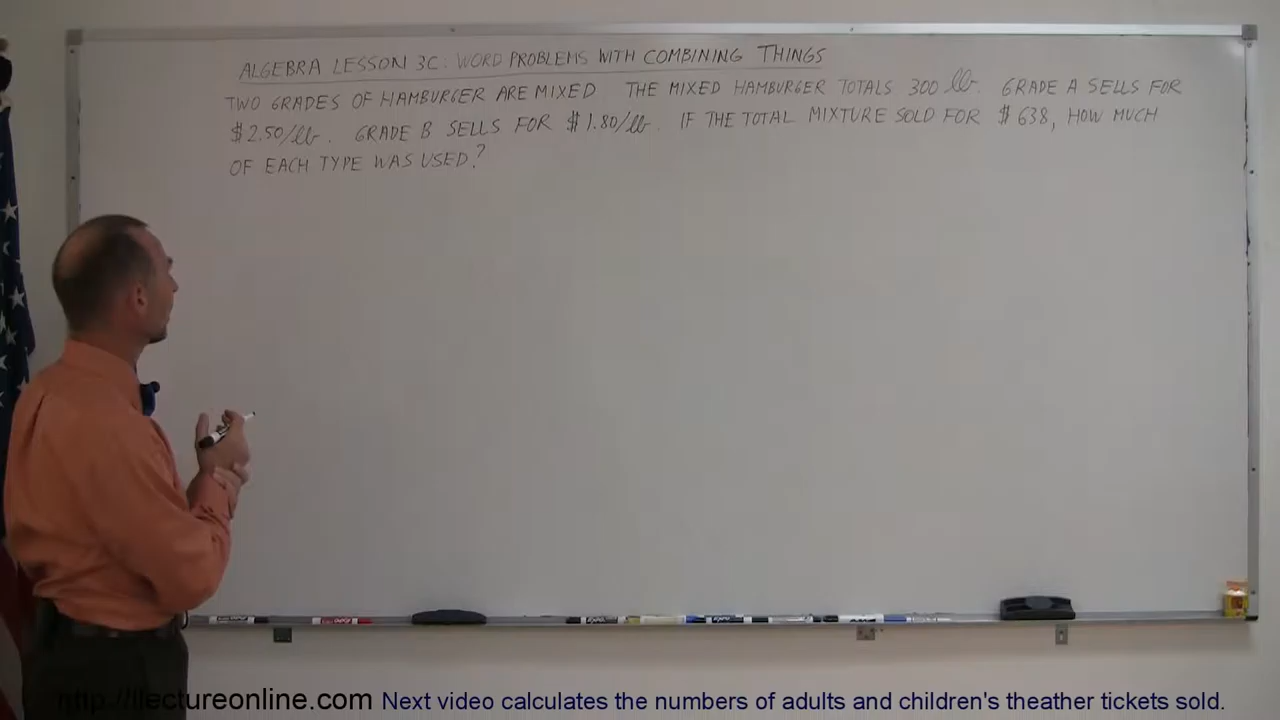 ALGEBRA LESSON 3C: WORD PROBLEMS WITH COMBINING THINGS
TWO GRADES OF HAMBURGER ARE MIXED THE MIXED HAMBURGER TOTALS 300 lb. GRADE A SELLS FOR
$2.50/lb. GRADE B SELLS FOR $1.80/lb. IF THE TOTAL MIXTURE SOLD FOR $638, HOW MUCH
OF EACH TYPE WAS USED?
http://ilectureonline.com Next video calculates the numbers of adults and children's theather tickets sold.